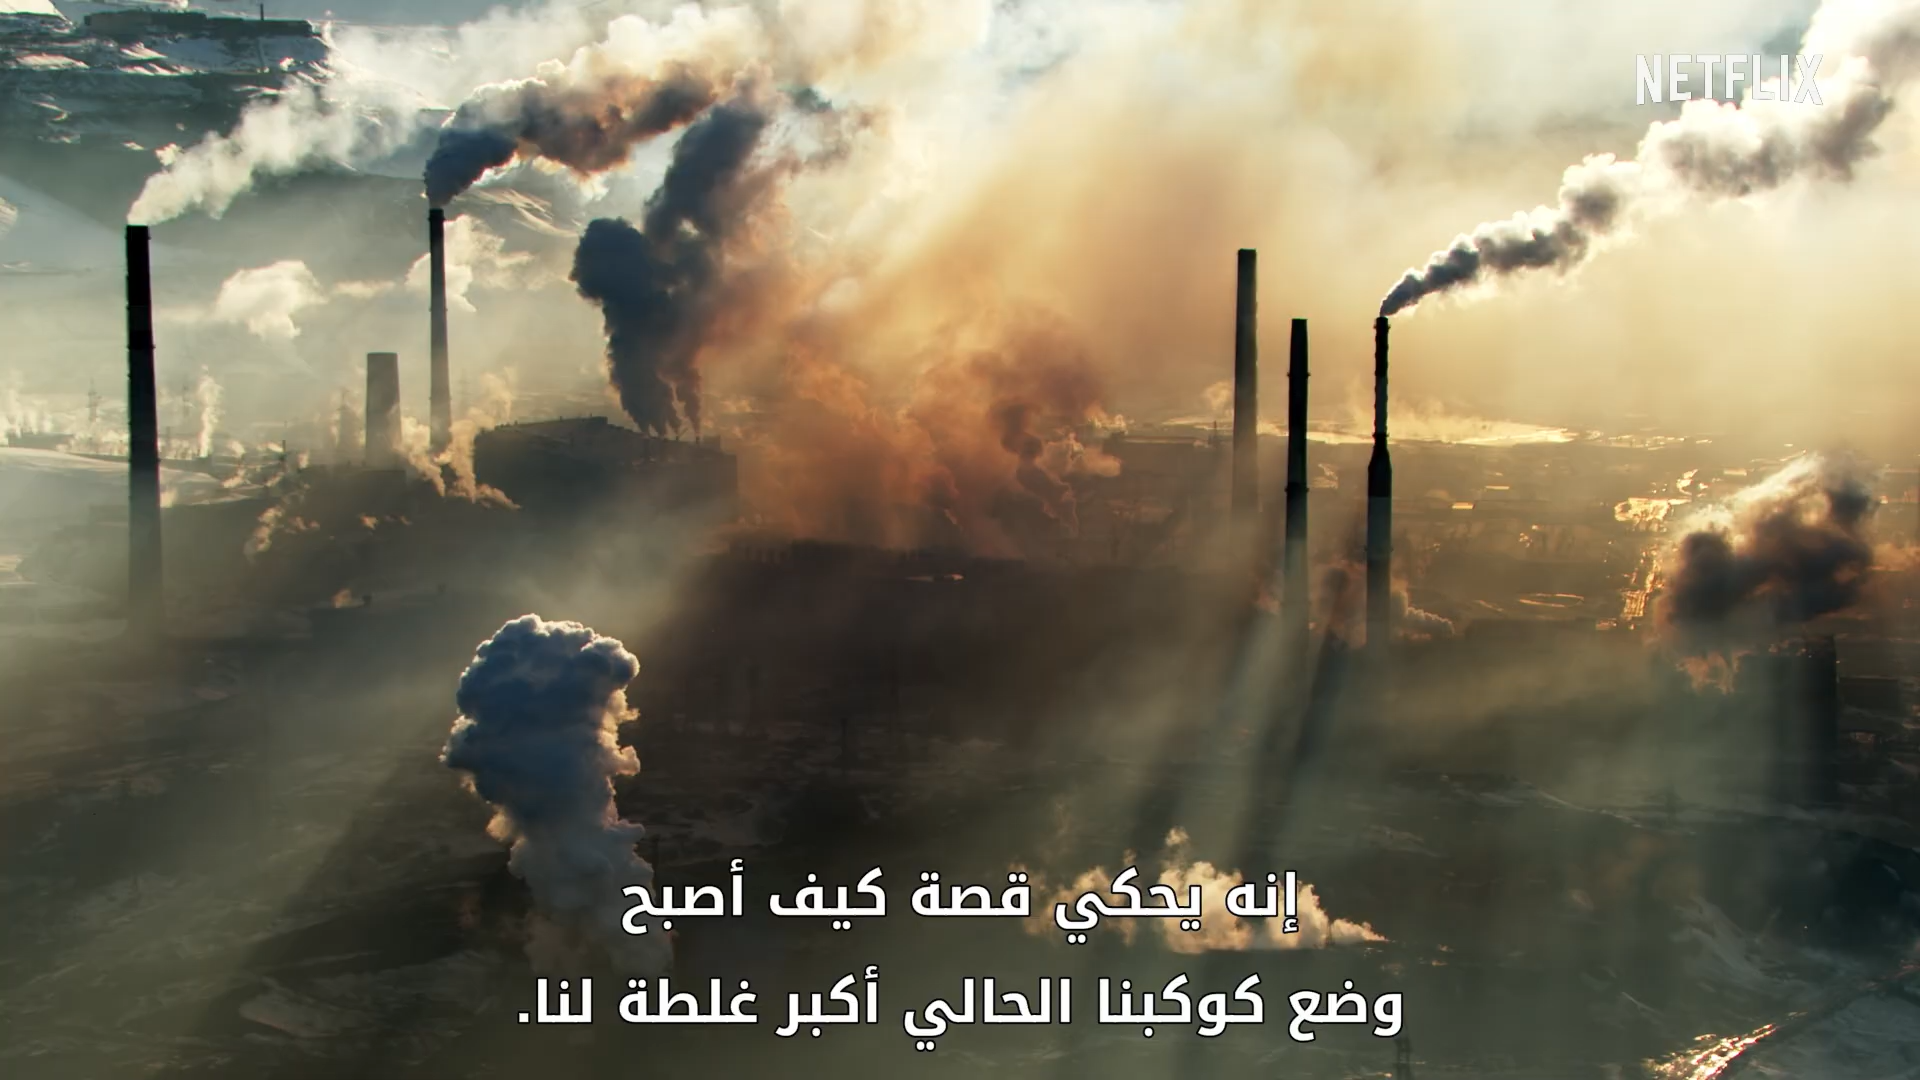 NETFLIX
إنه يحكي قصة كيف أصبح
وضع كوكبنا الحالي أكبر غلطة لنا.